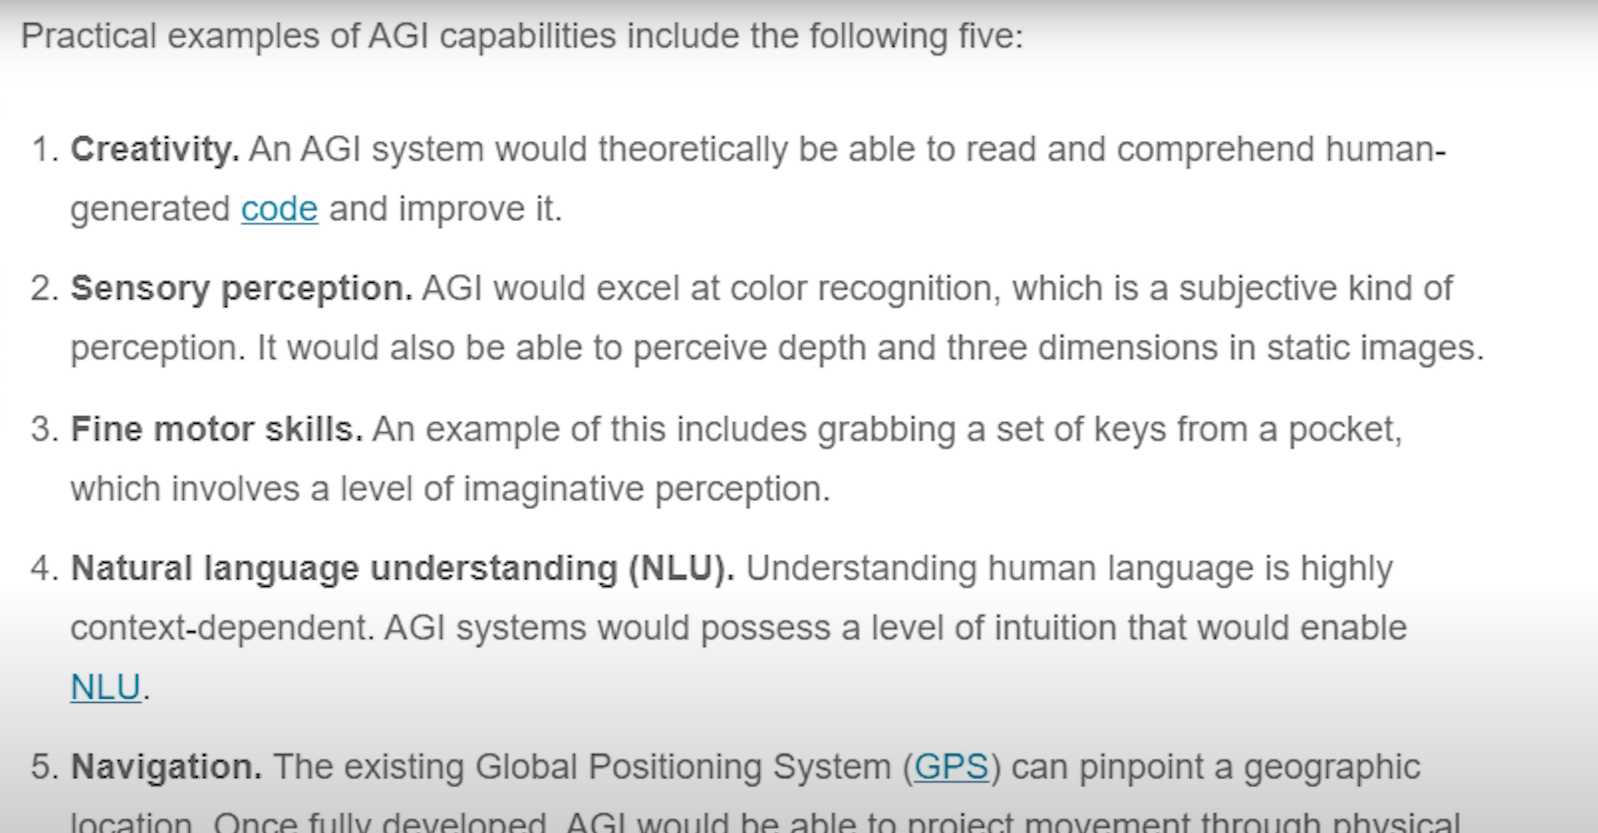 Practical examples of AGI capabilities include the following five:
1. Creativity. An AGI system would theoretically be able to read and comprehend human-
generated code and improve it.
2. Sensory perception. AGI would excel at color recognition, which is a subjective kind of
perception. It would also be able to perceive depth and three dimensions in static images.
3. Fine motor skills. An example of this includes grabbing a set of keys from a pocket,
which involves a level of imaginative perception.
4. Natural language understanding (NLU). Understanding human language is highly
context-dependent. AGI systems would possess a level of intuition that would enable
NLU.
5. Navigation. The existing Global Positioning System (GPS) can pinpoint a geographic
location. Once fully developed, AGI would be able to project movement through physical